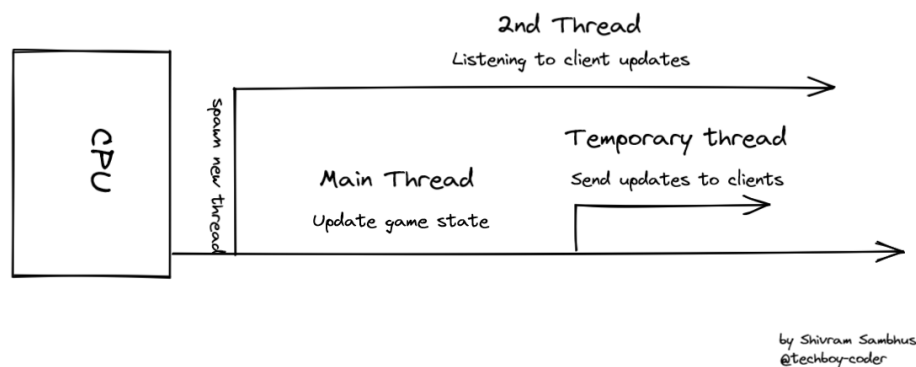 2nd Thread
Listening to client updates
CPU
spawn new thread
Temporary thread
Send updates to clients
Main Thread
Update game state
by Shivram Sambhus
@techboy-coder